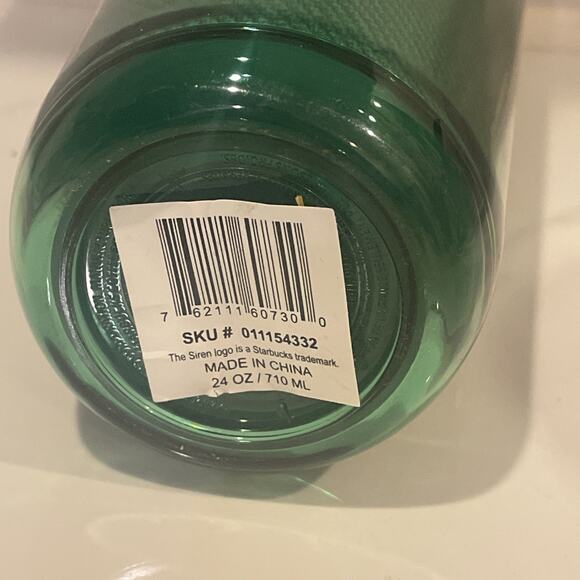 7 62111 60730 0
SKU # 011154332
The Siren logo is a Starbucks trademark.
MADE IN CHINA
24 OZ / 710 ML